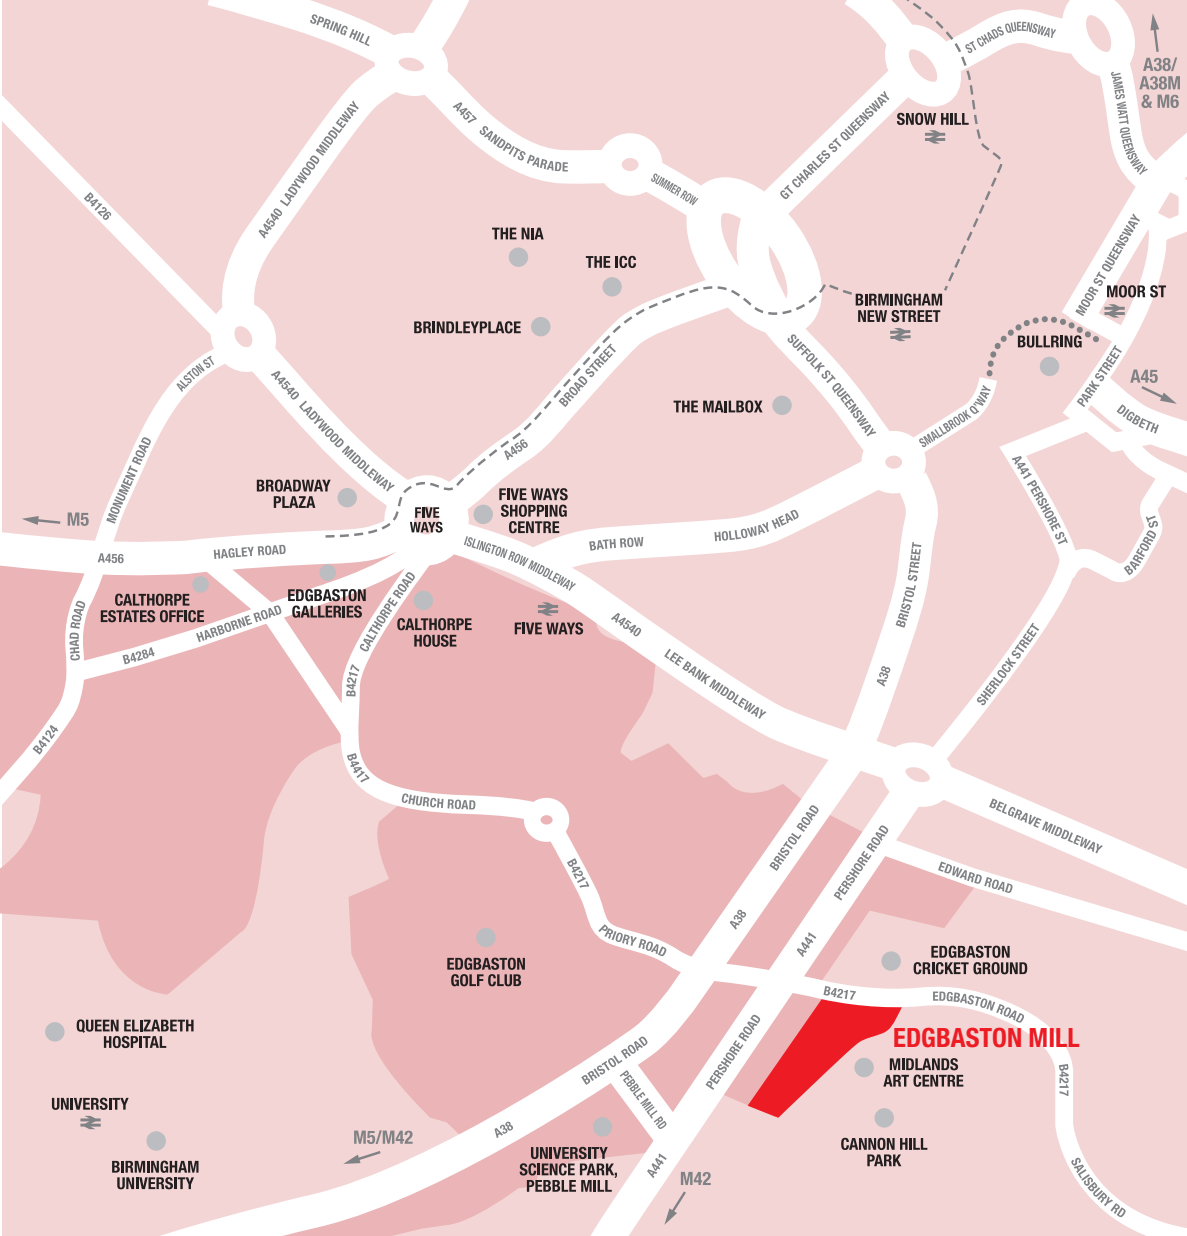 SPRING HILL
ST CHADS QUEENSWAY
A38/
A38M
& M6
JAMES WATT QUEENSWAY
A457 SANDPITS PARADE
A4540 LADYWOOD MIDDLEWAY
GT CHARLES ST QUEENSWAY
SNOW HILL
SUMMER ROW
B4126
THE NIA
THE ICC
MOOR ST QUEENSWAY
MOOR ST
BIRMINGHAM
NEW STREET
BRINDLEYPLACE
BULLRING
SUFFOLK ST QUEENSWAY
BROAD STREET
ALSTON ST
A4540 LADYWOOD MIDDLEWAY
PARK STREET
A45
DIGBETH
THE MAILBOX
SMALLBROOK Q'WAY
A456
MONUMENT ROAD
BROADWAY
PLAZA
FIVE WAYS
SHOPPING
CENTRE
FIVE
WAYS
A441 PERSHORE ST
BARFORD ST
M5
HOLLOWAY HEAD
BATH ROW
ISLINGTON ROW MIDDLEWAY
A456
HAGLEY ROAD
BRISTOL STREET
CALTHORPE
ESTATES OFFICE
EDGBASTON
GALLERIES
CALTHORPE ROAD
CALTHORPE
HOUSE
FIVE WAYS
A4540
CHAD ROAD
HARBORNE ROAD
B4284
B4217
LEE BANK MIDDLEWAY
A38
SHERLOCK STREET
B4124
B4417
CHURCH ROAD
BRISTOL ROAD
PERSHORE ROAD
BELGRAVE MIDDLEWAY
EDWARD ROAD
B4217
A38
PRIORY ROAD
A441
EDGBASTON
CRICKET GROUND
EDGBASTON
GOLF CLUB
B4217
EDGBASTON ROAD
QUEEN ELIZABETH
HOSPITAL
EDGBASTON MILL
BRISTOL ROAD
PERSHORE ROAD
MIDLANDS
ART CENTRE
B4217
PEBBLE MILL RD
UNIVERSITY
M5/M42
A38
CANNON HILL
PARK
BIRMINGHAM
UNIVERSITY
UNIVERSITY
SCIENCE PARK,
PEBBLE MILL
A441
M42
SALISBURY RD